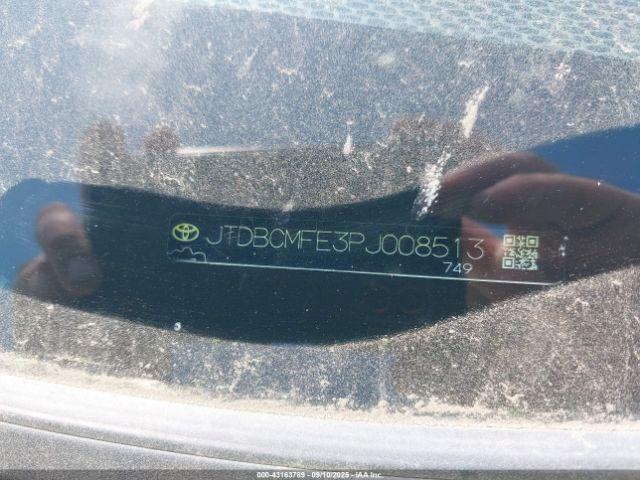 JTDBCMFE3PJ008513
749
000-43163789 - 09/10/2025 - IAA Inc.